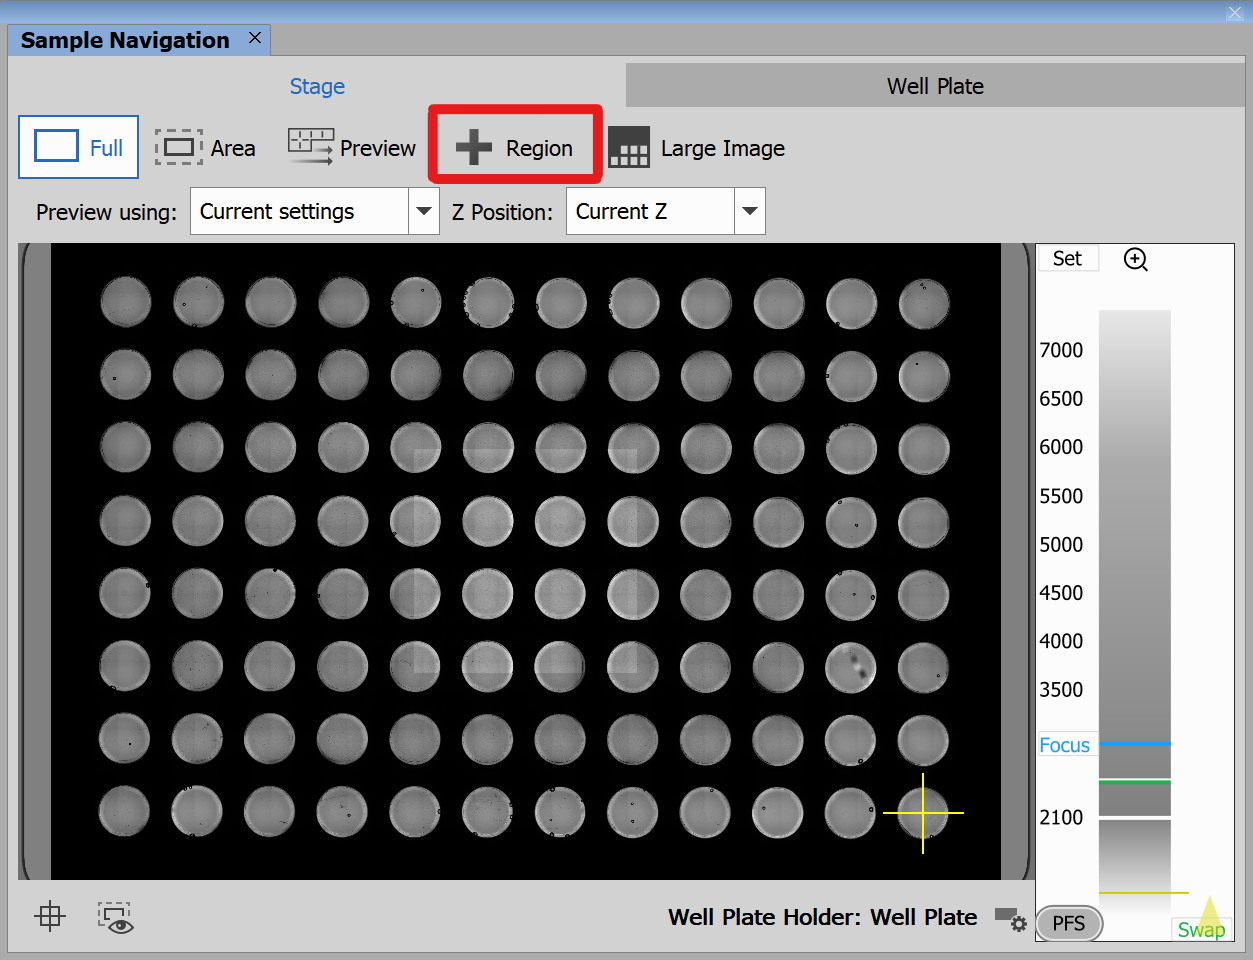 Sample Navigation
Stage
Well Plate
Full
Area
Preview
Region
Large Image
Preview using:
Current settings
Z Position:
Current Z
Set
7000
6500
6000
5500
5000
4500
4000
3500
Focus
2100
Well Plate Holder: Well Plate
PFS
Swap